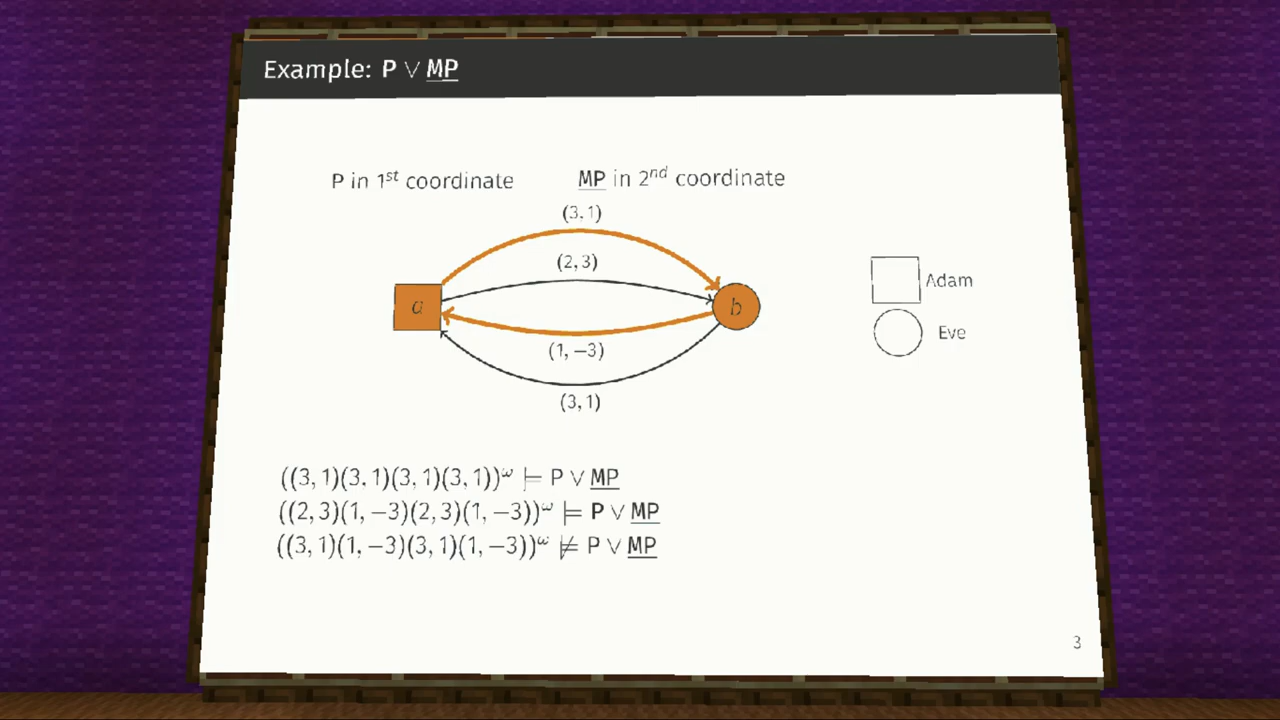 Example: P ∨ MP
P in 1st coordinate
MP in 2nd coordinate
(3, 1)
(2, 3)
a
b
(1, −3)
(3, 1)
Adam
Eve
((3, 1)(3, 1)(3, 1)(3, 1))^ω ⊨ P ∨ MP
((2, 3)(1, −3)(2, 3)(1, −3))^ω ⊨ P ∨ MP
((3, 1)(1, −3)(3, 1)(1, −3))^ω ⊭ P ∨ MP
3